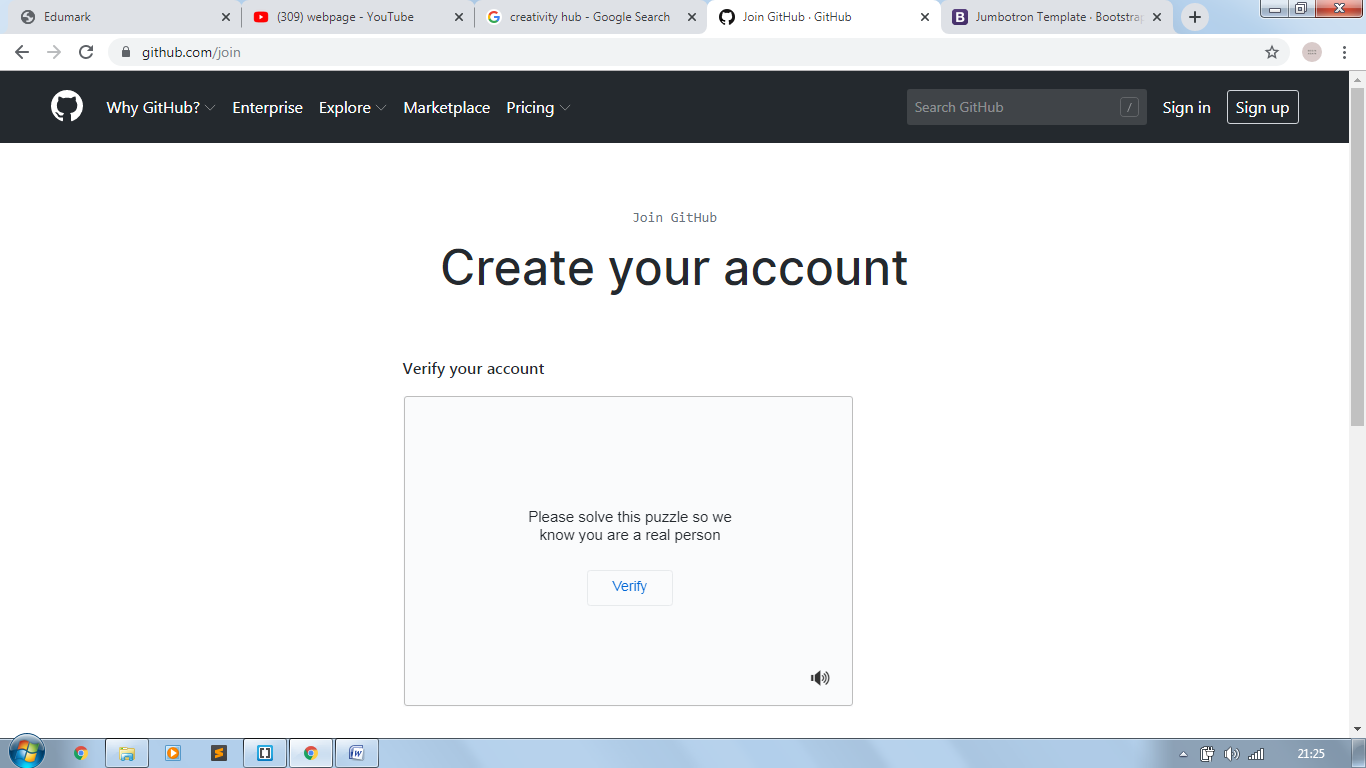 Edumark
(309) webpage - YouTube
creativity hub - Google Search
Join GitHub · GitHub
Jumbotron Template · Bootstrap
github.com/join
Why GitHub?
Enterprise
Explore
Marketplace
Pricing
Search GitHub
/
Sign in
Sign up
Join GitHub
Create your account
Verify your account
Please solve this puzzle so we
know you are a real person
Verify
21:25